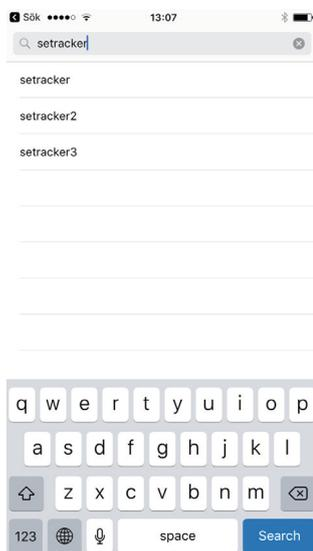 Sök 13:07
setracker
setracker
setracker2
setracker3
q w e r t y u i o p
a s d f g h j k l
z x c v b n m
123 space Search